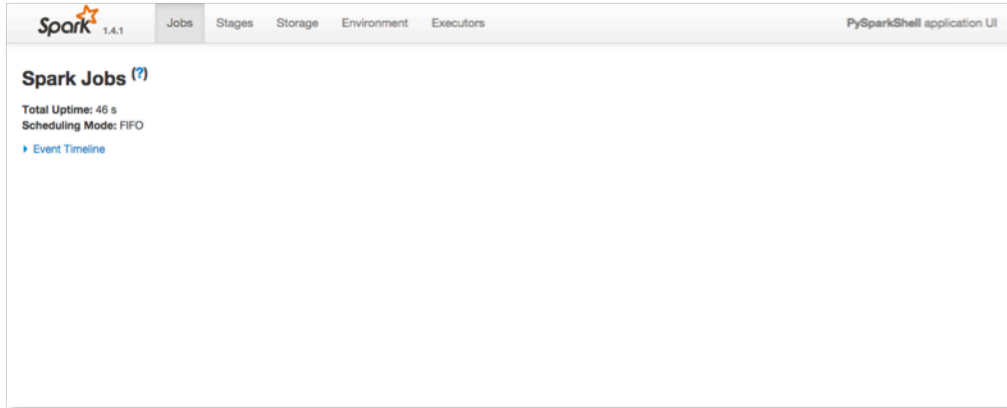 Spark 1.4.1 Jobs Stages Storage Environment Executors PySparkShell application UI
Spark Jobs (?)
Total Uptime: 46 s
Scheduling Mode: FIFO
Event Timeline